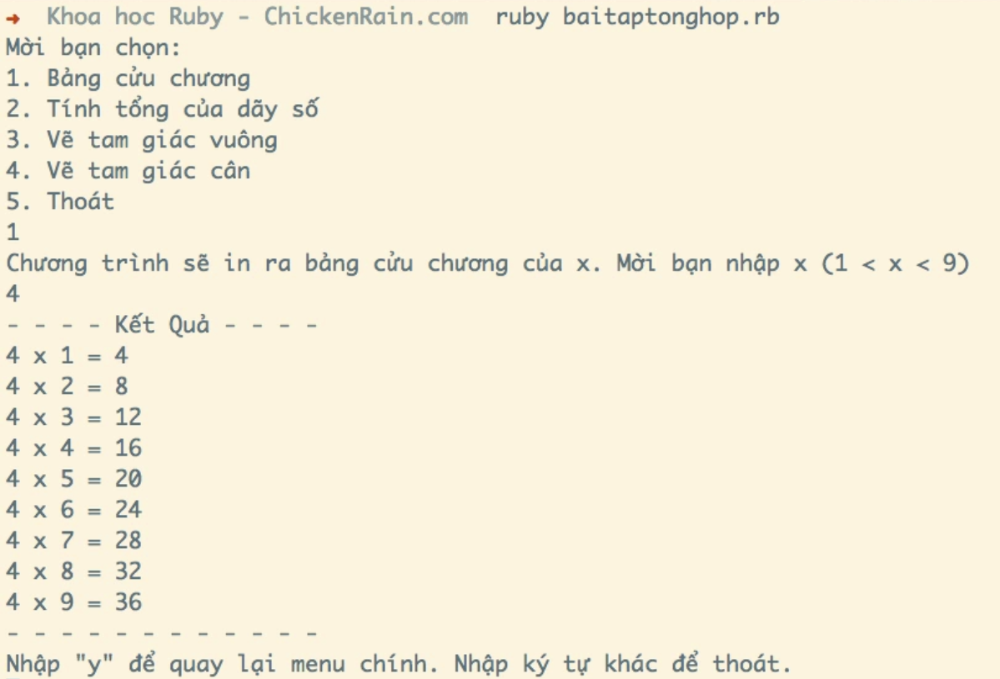 → Khoa hoc Ruby - ChickenRain.com ruby baitaptonghop.rb
Mời bạn chọn:
1. Bảng cửu chương
2. Tính tổng của dãy số
3. Vẽ tam giác vuông
4. Vẽ tam giác cân
5. Thoát
1
Chương trình sẽ in ra bảng cửu chương của x. Mời bạn nhập x (1 < x < 9)
4
- - - - Kết Quả - - - -
4 x 1 = 4
4 x 2 = 8
4 x 3 = 12
4 x 4 = 16
4 x 5 = 20
4 x 6 = 24
4 x 7 = 28
4 x 8 = 32
4 x 9 = 36
- - - - - - - - - - - -
Nhập "y" để quay lại menu chính. Nhập ký tự khác để thoát.